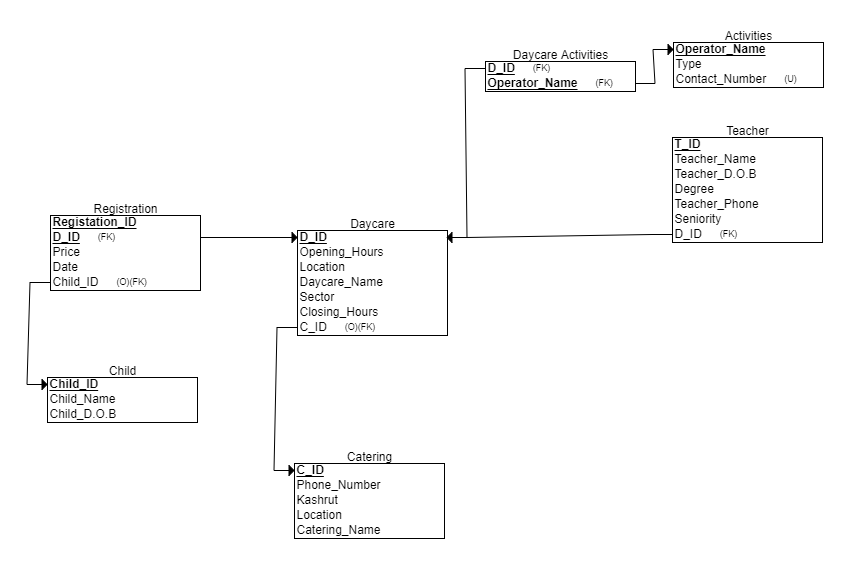 Activities
Operator_Name
Type
Contact_Number (U)
Daycare Activities
D_ID (FK)
Operator_Name (FK)
Teacher
T_ID
Teacher_Name
Teacher_D.O.B
Degree
Teacher_Phone
Seniority
D_ID (FK)
Registration
Registation_ID
D_ID (FK)
Price
Date
Child_ID (O)(FK)
Daycare
D_ID
Opening_Hours
Location
Daycare_Name
Sector
Closing_Hours
C_ID (O)(FK)
Child
Child_ID
Child_Name
Child_D.O.B
Catering
C_ID
Phone_Number
Kashrut
Location
Catering_Name